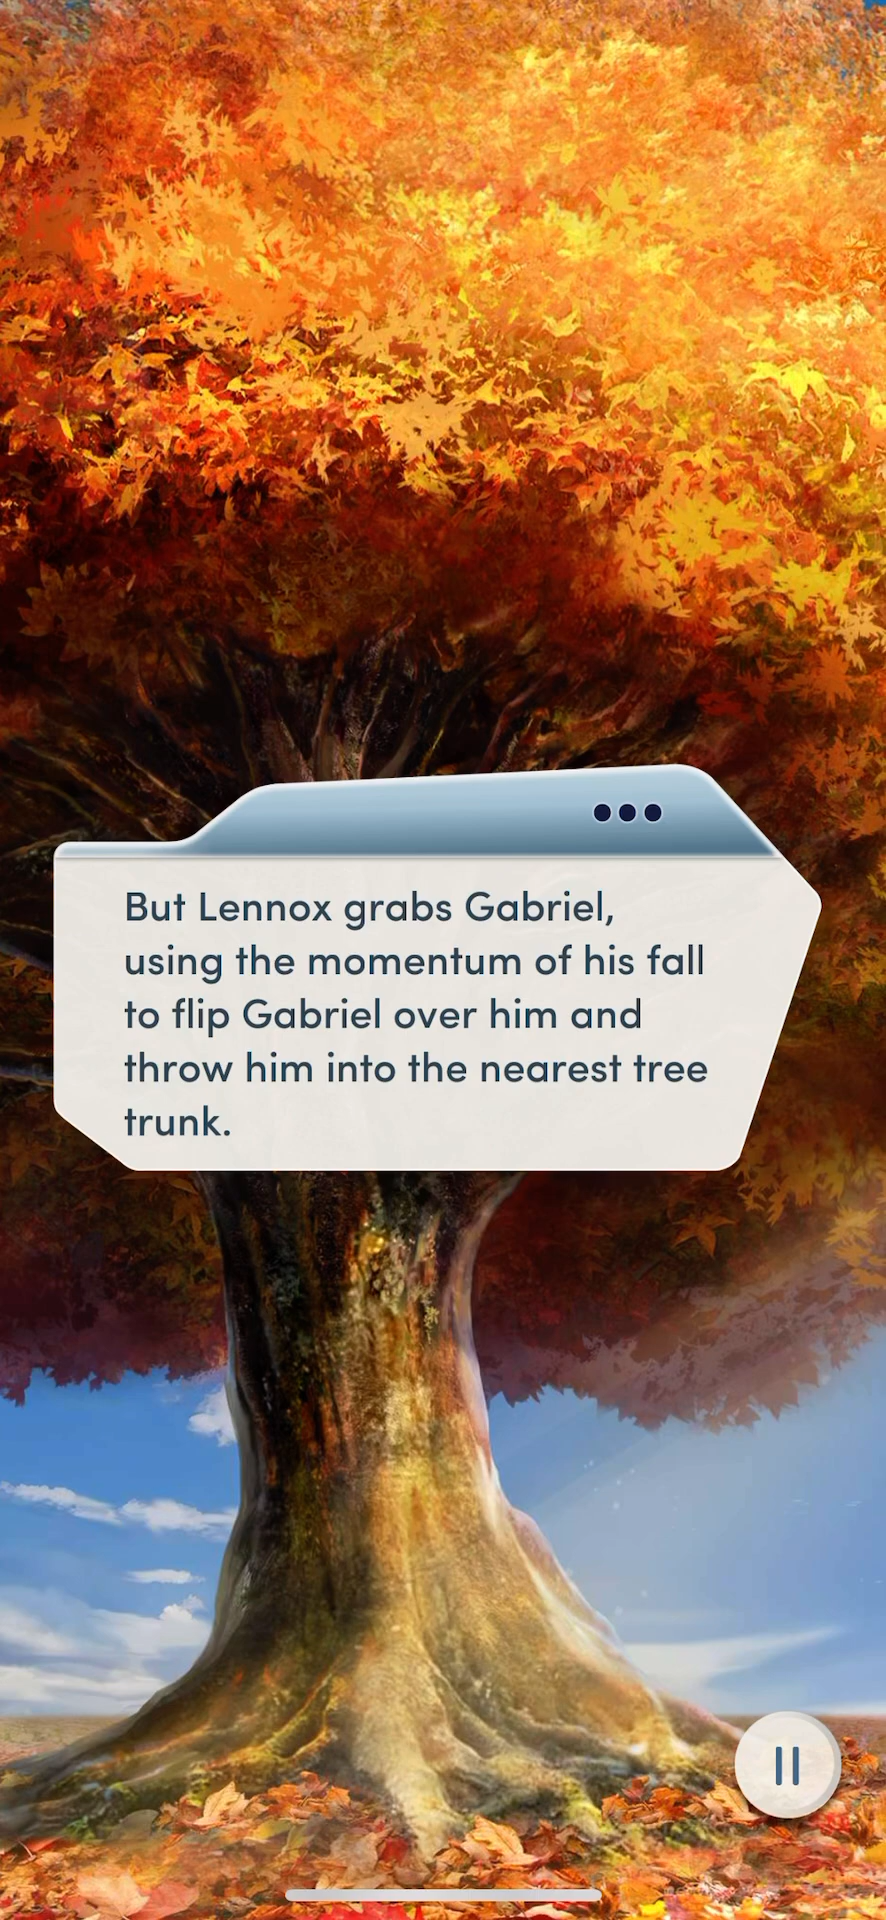 But Lennox grabs Gabriel,
using the momentum of his fall
to flip Gabriel over him and
throw him into the nearest tree
trunk.